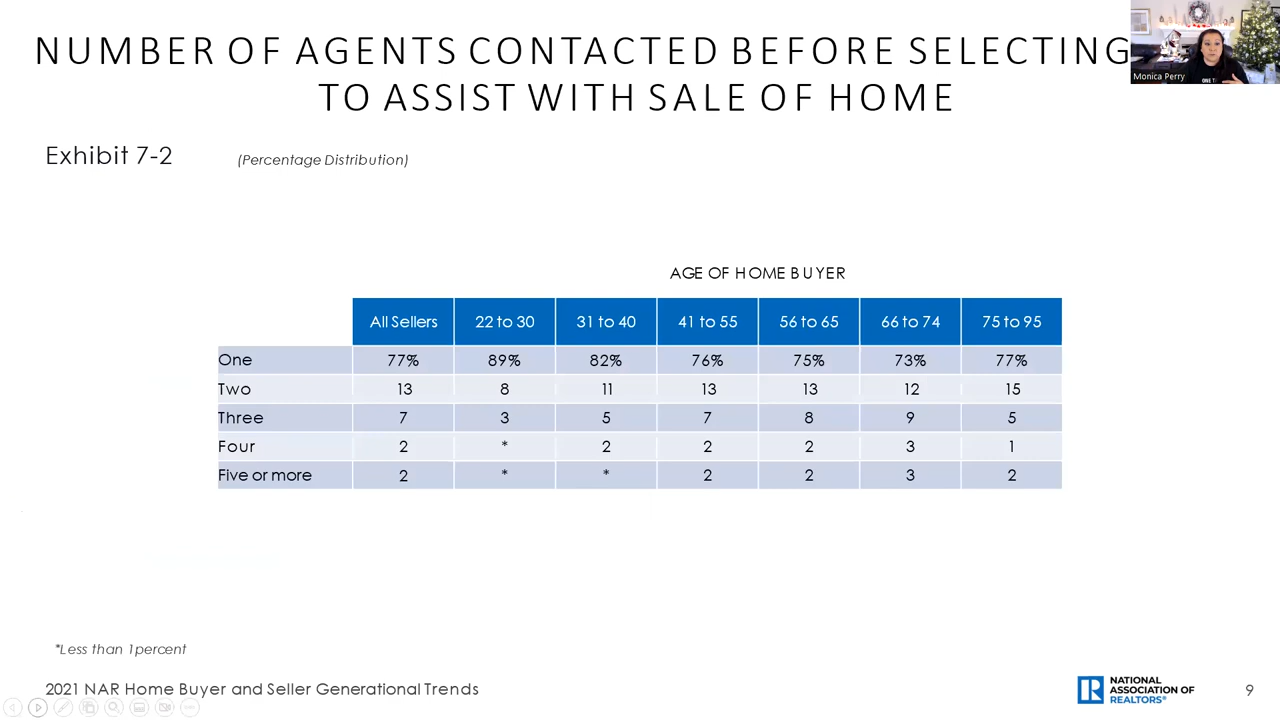 NUMBER OF AGENTS CONTACTED BEFORE SELECTING
TO ASSIST WITH SALE OF HOME
Monica Perry
Exhibit 7-2 (Percentage Distribution)
AGE OF HOME BUYER
All Sellers 22 to 30 31 to 40 41 to 55 56 to 65 66 to 74 75 to 95
One 77% 89% 82% 76% 75% 73% 77%
Two 13 8 11 13 13 12 15
Three 7 3 5 7 8 9 5
Four 2 * 2 2 2 3 1
Five or more 2 * * 2 2 3 2
*Less than 1percent
2021 NAR Home Buyer and Seller Generational Trends
NATIONAL
ASSOCIATION OF
REALTORS®
9